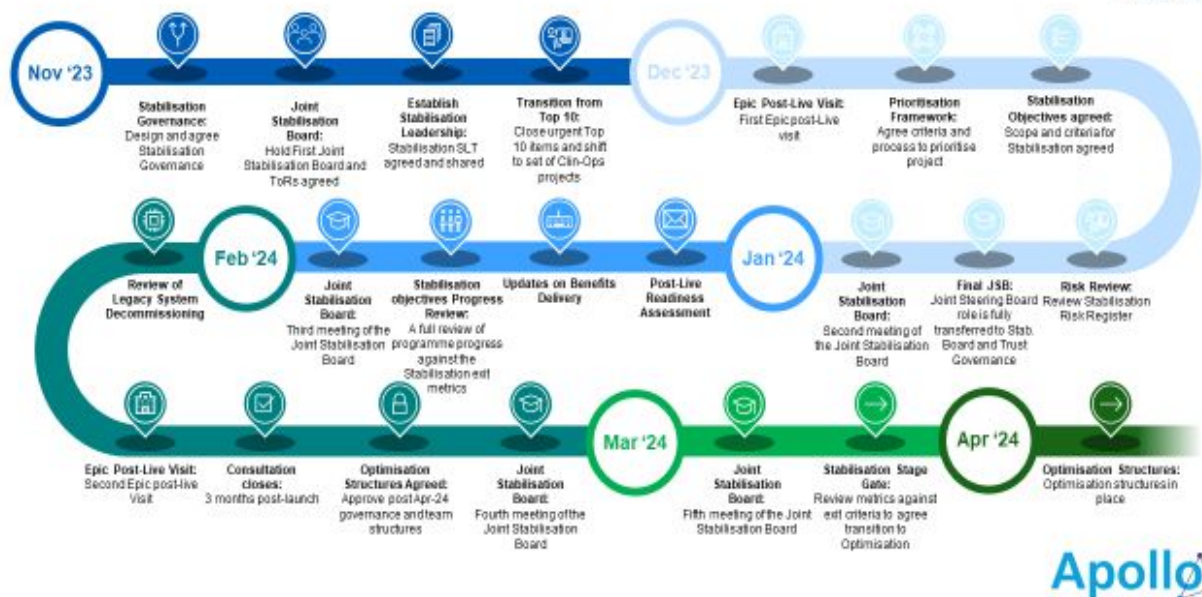 Nov '23
Stabilisation
Governance:
Design and agree
Stabilisation
Governance
Joint
Stabilisation
Board:
Hold First Joint
Stabilisation Board and
ToRs agreed
Establish
Stabilisation
Leadership:
Stabilisation SLT
agreed and shared
Transition from
Top 10:
Close urgent Top
10 items and shift
to set of Clin-Ops
projects
Dec '23
Epic Post-Live Visit:
First Epic post-Live
visit
Prioritisation
Framework:
Agree criteria and
process to prioritise
project
Stabilisation
Objectives agreed:
Scope and criteria for
Stabilisation agreed
Risk Review:
Review Stabilisation
Risk Register
Final JSB:
Joint Steering Board
role is fully
transferred to Stab.
Board and Trust
Governance
Joint
Stabilisation
Board:
Second meeting of
the Joint Stabilisation
Board
Jan '24
Post-Live
Readiness
Assessment
Updates on Benefits
Delivery
Stabilisation
objectives Progress
Review:
A full review of
programme progress
against the
Stabilisation exit
metrics
Joint
Stabilisation
Board:
Third meeting of the
Joint Stabilisation
Board
Feb '24
Review of
Legacy System
Decommissioning
Epic Post-Live Visit:
Second Epic post-live
Visit
Consultation
closes:
3 months post-launch
Optimisation
Structures Agreed:
Approve post Apr-24
governance and team
structures
Joint
Stabilisation
Board:
Fourth meeting of the
Joint Stabilisation
Board
Mar '24
Joint
Stabilisation
Board:
Fifth meeting of the Joint
Stabilisation Board
Stabilisation Stage
Gate:
Review metrics against
exit criteria to agree
transition to
Optimisation
Apr '24
Optimisation Structures:
Optimisation structures in
place
Apollo